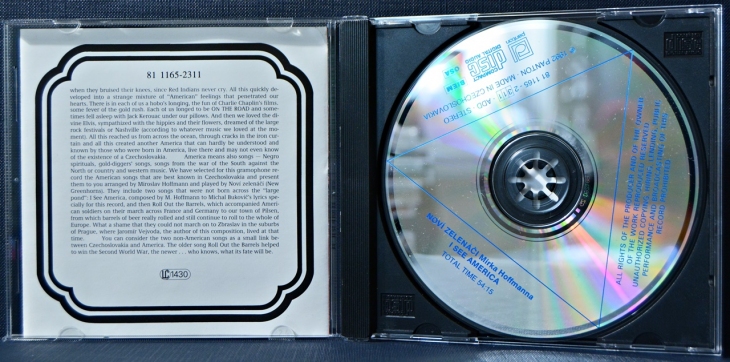 81 1165-2311
when they bruised their knees, since Red Indians never cry. All this quickly de-
veloped into a strange mixture of "American" feelings that penetrated our
hearts. There is in each of us a hobo's longing, the fun of Charlie Chaplin's films,
some fever of the gold rush. Each of us longed to be ON THE ROAD and some-
times fell asleep with Jack Kerouac under our pillows. And then we loved the di-
vine Elvis, sympathized with the hippies and their flowers, dreamed of the large
rock festivals or Nashville (according to whatever music we loved at the mo-
ment). All this reached us from across the ocean, through cracks in the iron cur-
tain and all this created another America that can hardly be understood and
known by those who were born in America, live there and may not even know
of the existence of a Czechoslovakia. America means also songs — Negro
spirituals, gold-diggers' songs, songs from the war of the South against the
North or country and western music. We have selected for this gramophone re-
cord the American songs that are best known in Czechoslovakia and present
them to you arranged by Miroslav Hoffmann and played by Noví zelenáči (New
Greenhorns). They include two songs that were not born across the "large
pond": I See America, composed by M. Hoffmann to Michal Bukovič's lyrics spe-
cially for this record, and then Roll Out the Barrels, which accompanied Ameri-
can soldiers on their march across France and Germany to our town of Pilsen,
from which barrels of beer really rolled and still continue to roll to the whole of
Europe. What a shame that they could not march on to Zbraslav in the suburbs
of Prague, where Jaromír Vejvoda, the author of this composition, lived at that
time. You can consider the two non-American songs as a small link be-
tween Czechoslovakia and America. The older song Roll Out the Barrels helped
to win the Second World War, the newer ... who knows, what its fate will be.
LC 1430
COMPACT
disc
DIGITAL AUDIO
BIEM
OSA
℗ 1992 PANTON · MADE IN CZECHOSLOVAKIA
81 1165-2311 · ADD STEREO
ALL RIGHTS OF THE PRODUCER AND OF THE OWNER
OF THE WORK REPRODUCED RESERVED.
UNAUTHORIZED COPYING, HIRING, LENDING, PUBLIC
PERFORMANCE AND BROADCASTING OF THIS
RECORD PROHIBITED
NOVÍ ZELENÁČI Mirka Hoffmanna
I SEE AMERICA
TOTAL TIME 54:15